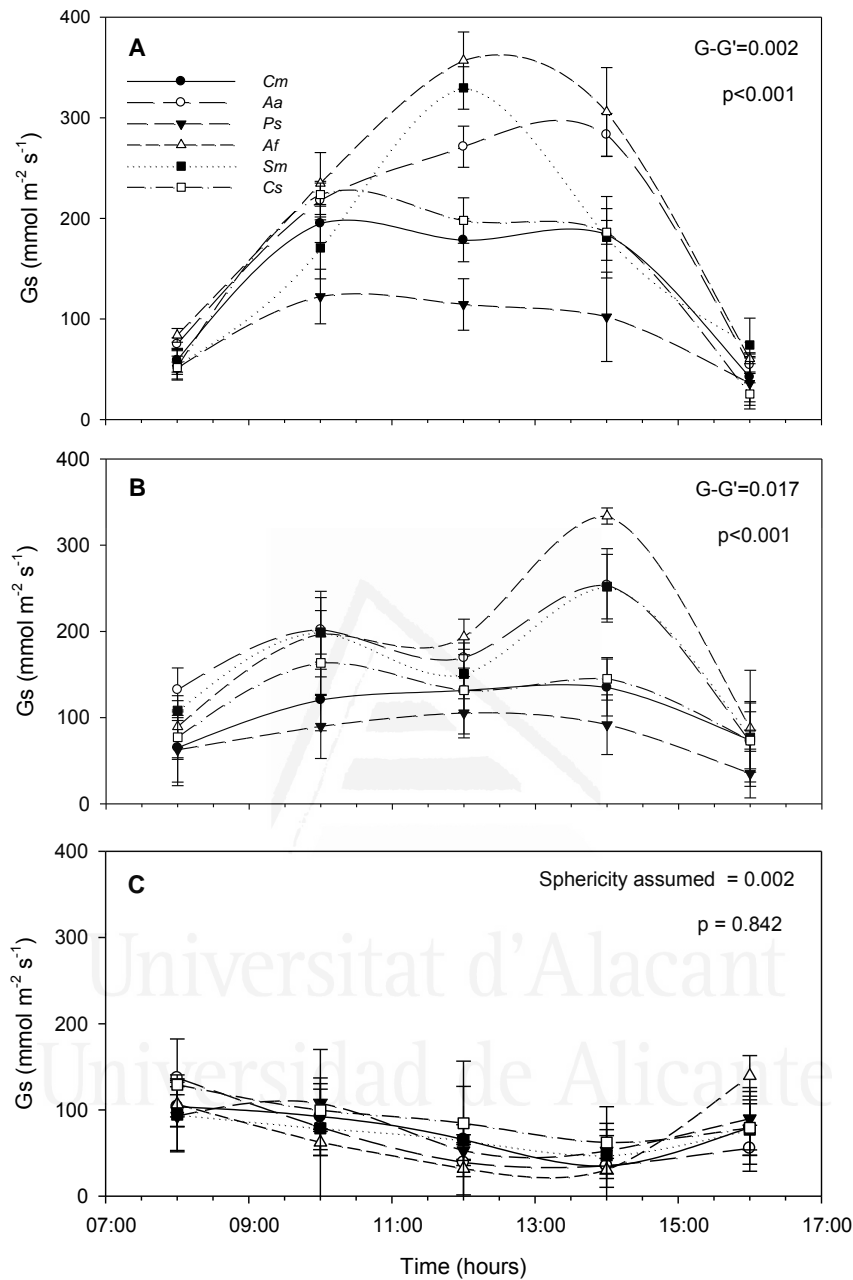 400
A
G-G'=0.002
Cm
Aa
p<0.001
300
Ps
Af
Sm
Cs
200
100
0
Gs (mmol m-2 s-1)
400
B
G-G'=0.017
p<0.001
300
200
100
0
Gs (mmol m-2 s-1)
400
C
Sphericity assumed = 0.002
p = 0.842
300
Universitat d'Alacant
200
Universidad de Alicante
100
0
Gs (mmol m-2 s-1)
07:00 09:00 11:00 13:00 15:00 17:00
Time (hours)